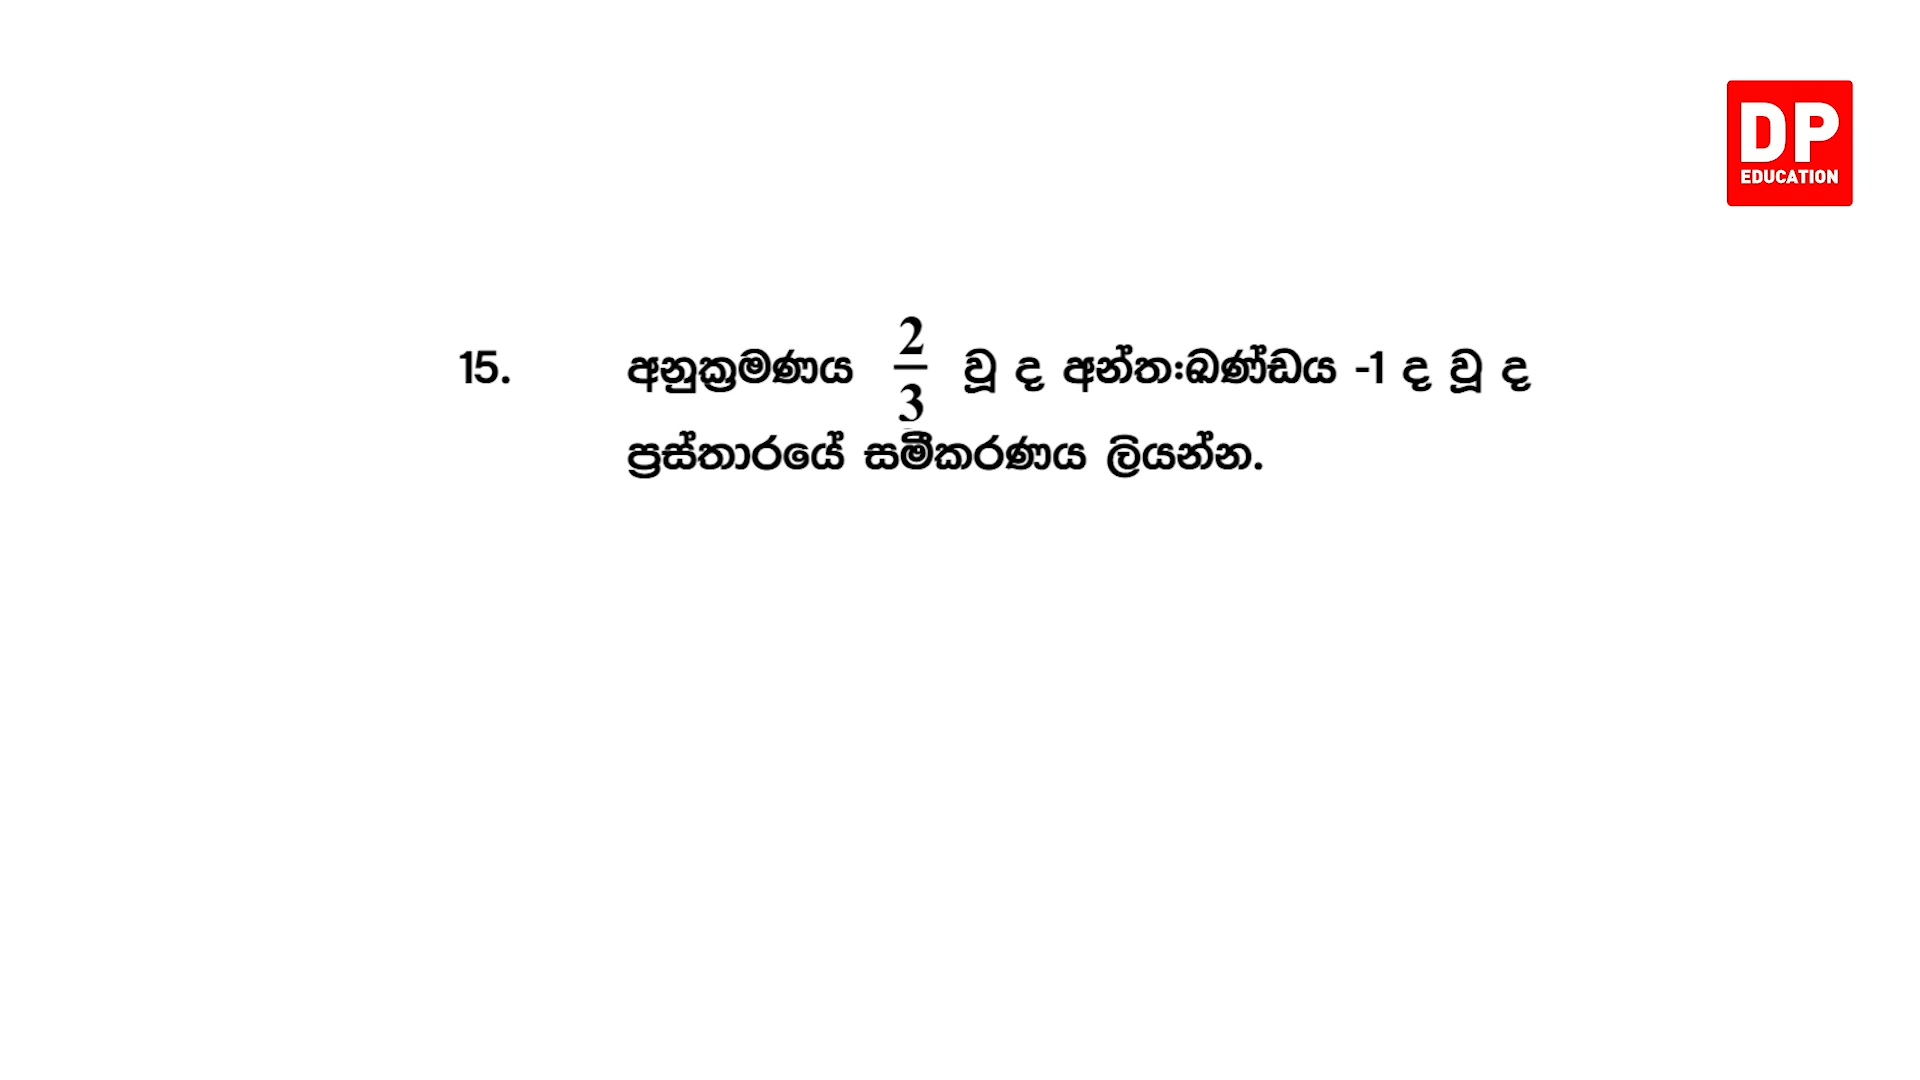 DP
EDUCATION
15. අනුක්‍රමණය 2/3 වූ ද අන්ත:ඛණ්ඩය -1 ද වූ ද
ප්‍රස්තාරයේ සමීකරණය ලියන්න.